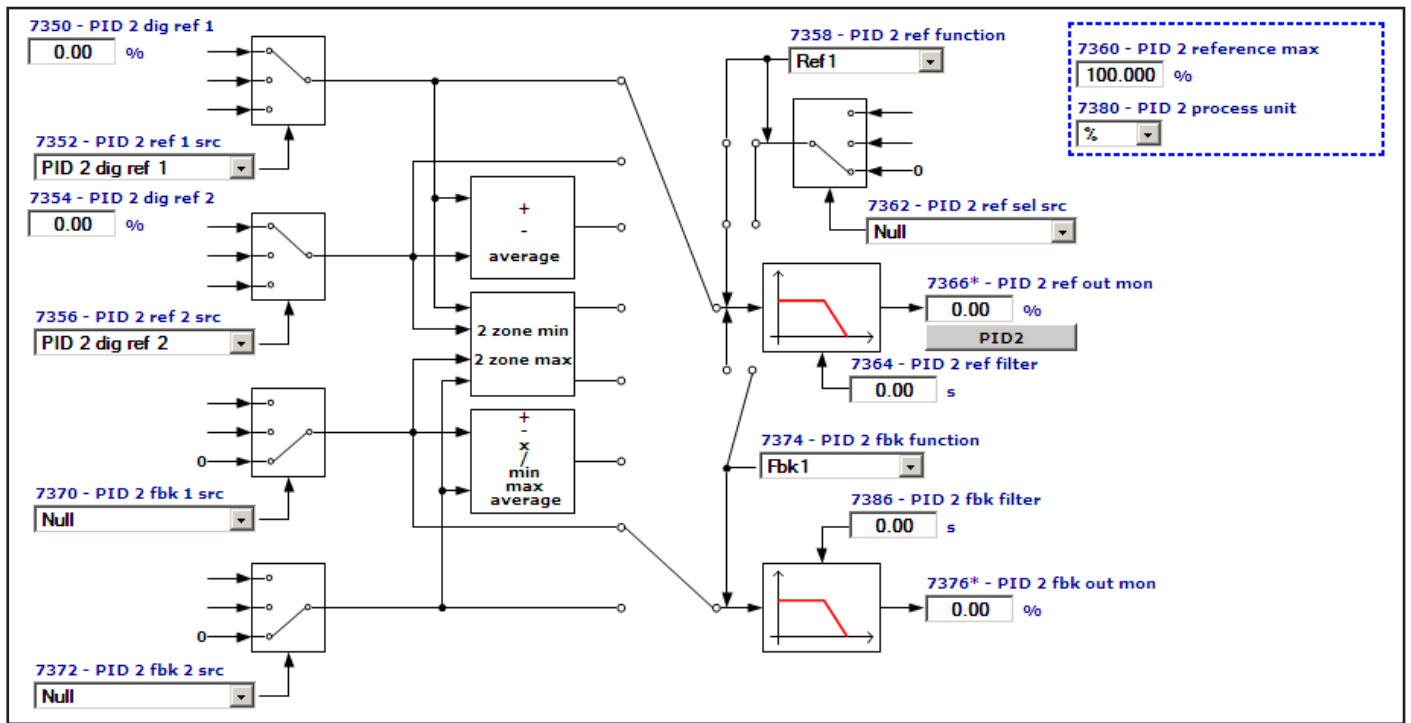 7350 - PID 2 dig ref 1
0.00 %
7352 - PID 2 ref 1 src
PID 2 dig ref 1
7354 - PID 2 dig ref 2
0.00 %
7356 - PID 2 ref 2 src
PID 2 dig ref 2
0
7370 - PID 2 fbk 1 src
Null
0
7372 - PID 2 fbk 2 src
Null
+
-
average
2 zone min
2 zone max
+
-
x
/
min
max
average
7358 - PID 2 ref function
Ref1
0
7362 - PID 2 ref sel src
Null
7360 - PID 2 reference max
100.000 %
7380 - PID 2 process unit
%
7366* - PID 2 ref out mon
0.00 %
PID2
7364 - PID 2 ref filter
0.00 s
7374 - PID 2 fbk function
Fbk1
7386 - PID 2 fbk filter
0.00 s
7376* - PID 2 fbk out mon
0.00 %